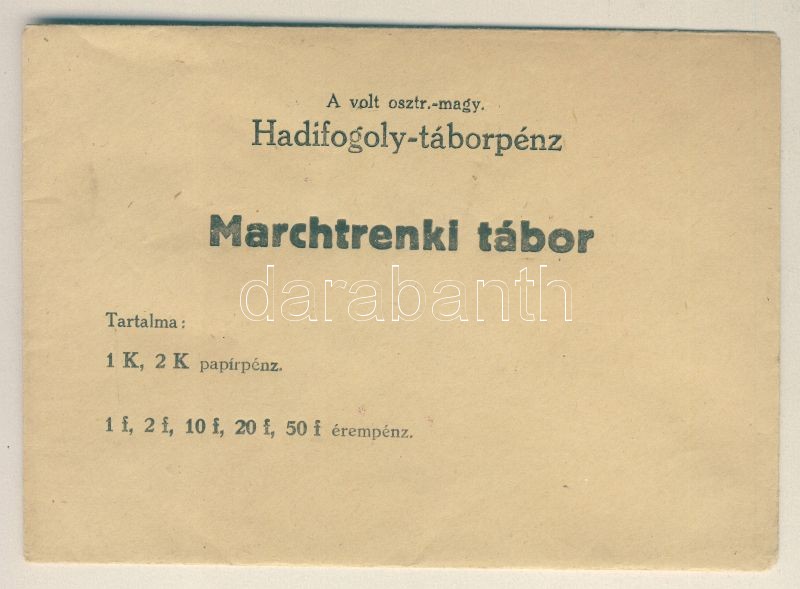 A volt osztr.-magy.
Hadifogoly-táborpénz
Marchtrenki tábor
darabanth
Tartalma:
1 K, 2 K papírpénz.
1 f, 2 f, 10 f, 20 f, 50 f érempénz.